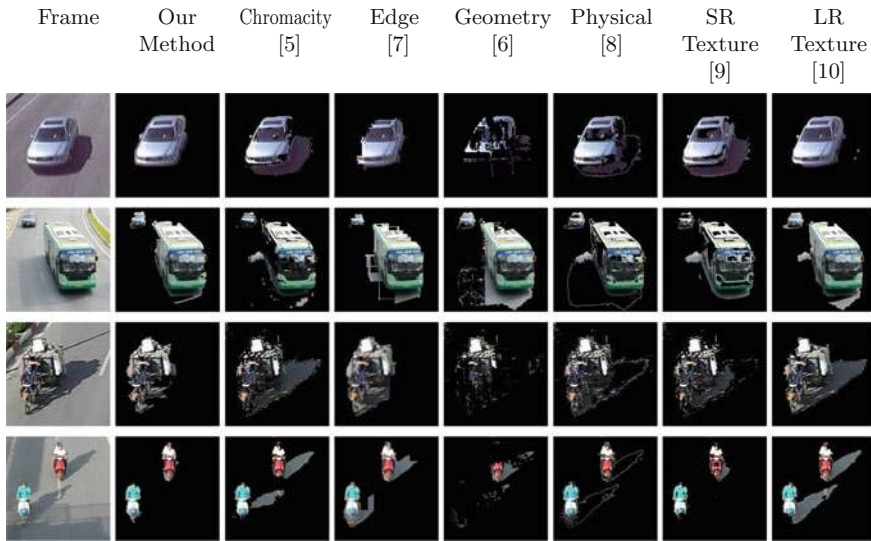 Frame Our Chromacity Edge Geometry Physical SR LR
Method [5] [7] [6] [8] Texture Texture
[9] [10]